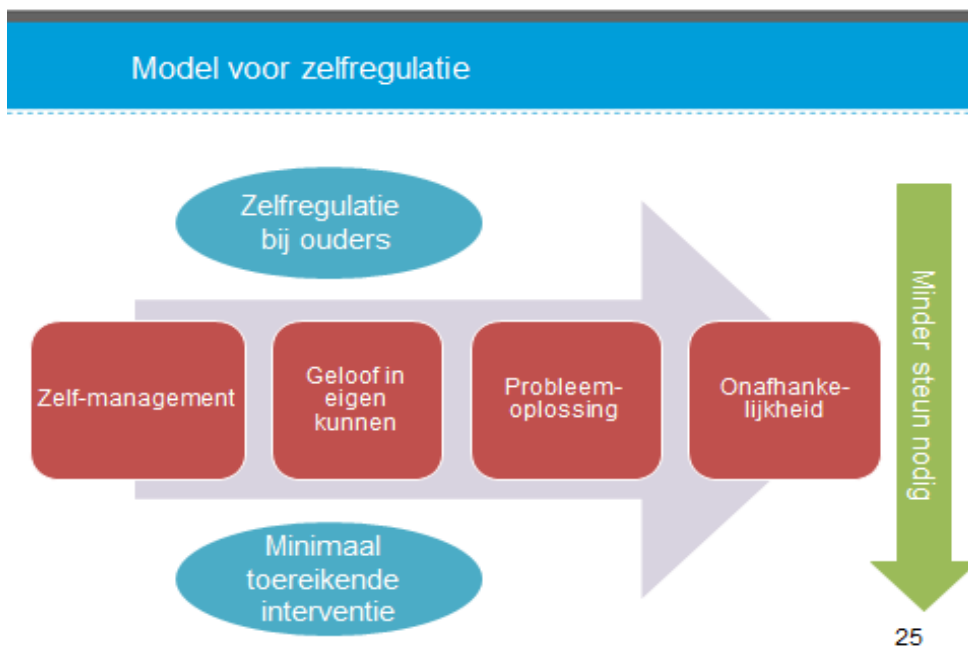 Model voor zelfregulatie
Zelfregulatie
bij ouders
Zelf-management
Geloof in
eigen
kunnen
Probleem-
oplossing
Onafhanke-
lijkheid
Minder steun nodig
Minimaal
toereikende
interventie
25